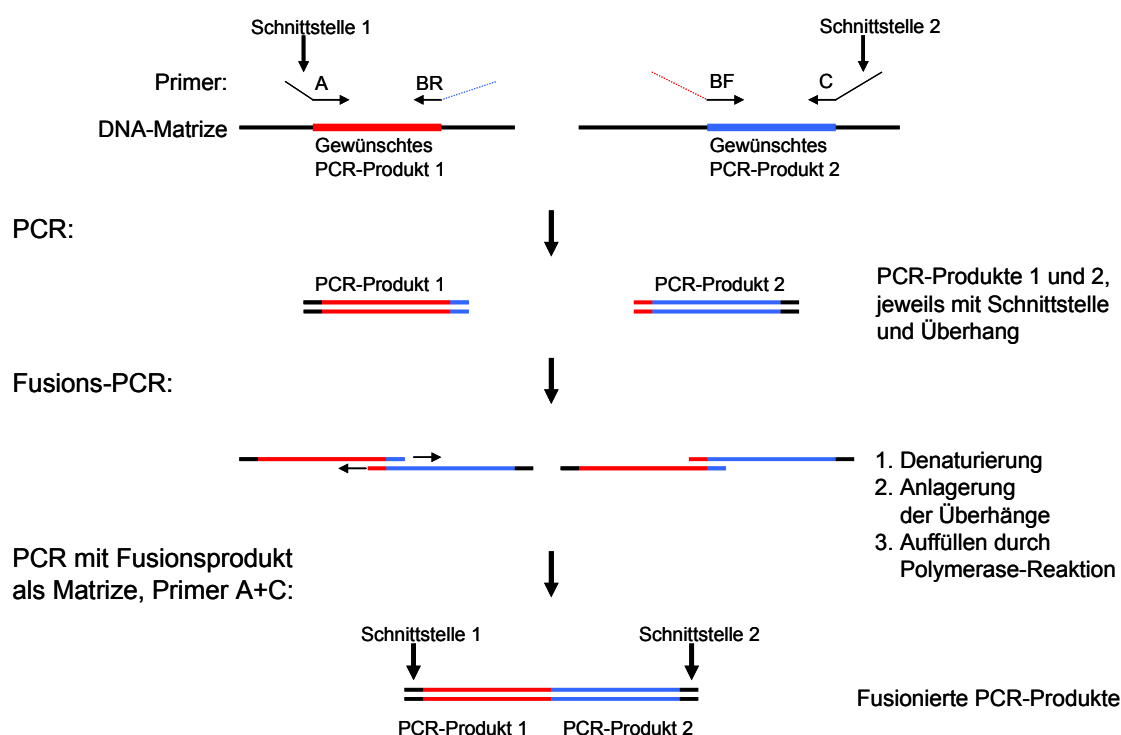 Schnittstelle 1
Schnittstelle 2
Primer:
A
BR
BF
C
DNA-Matrize
Gewünschtes
PCR-Produkt 1
Gewünschtes
PCR-Produkt 2
PCR:
PCR-Produkt 1
PCR-Produkt 2
PCR-Produkte 1 und 2,
jeweils mit Schnittstelle
und Überhang
Fusions-PCR:
1. Denaturierung
2. Anlagerung
der Überhänge
3. Auffüllen durch
Polymerase-Reaktion
PCR mit Fusionsprodukt
als Matrize, Primer A+C:
Schnittstelle 1
Schnittstelle 2
Fusionierte PCR-Produkte
PCR-Produkt 1
PCR-Produkt 2